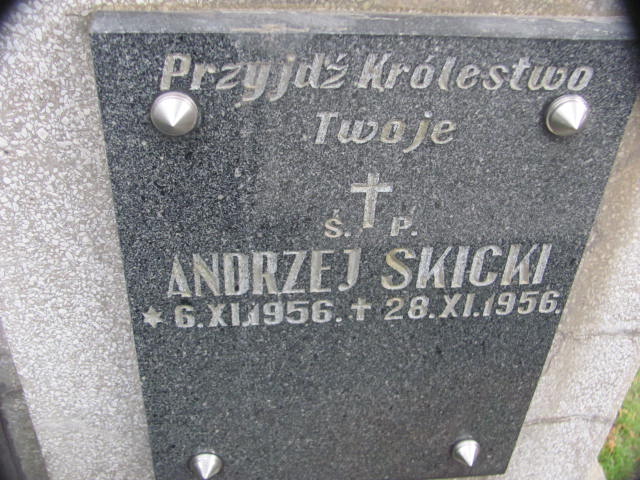 Przyjdź Królestwo
Twoje
Ś. P.
ANDRZEJ SKICKI
* 6.XI.1956. + 28.XI.1956.